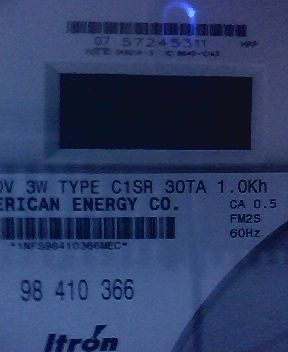 07 57245311 HPP
V 3W TYPE C1SR 30TA 1.0Kh
ERICAN ENERGY CO. CA 0.5
FM2S
60Hz
*1NFS98410366MEC*
98 410 366
Itron